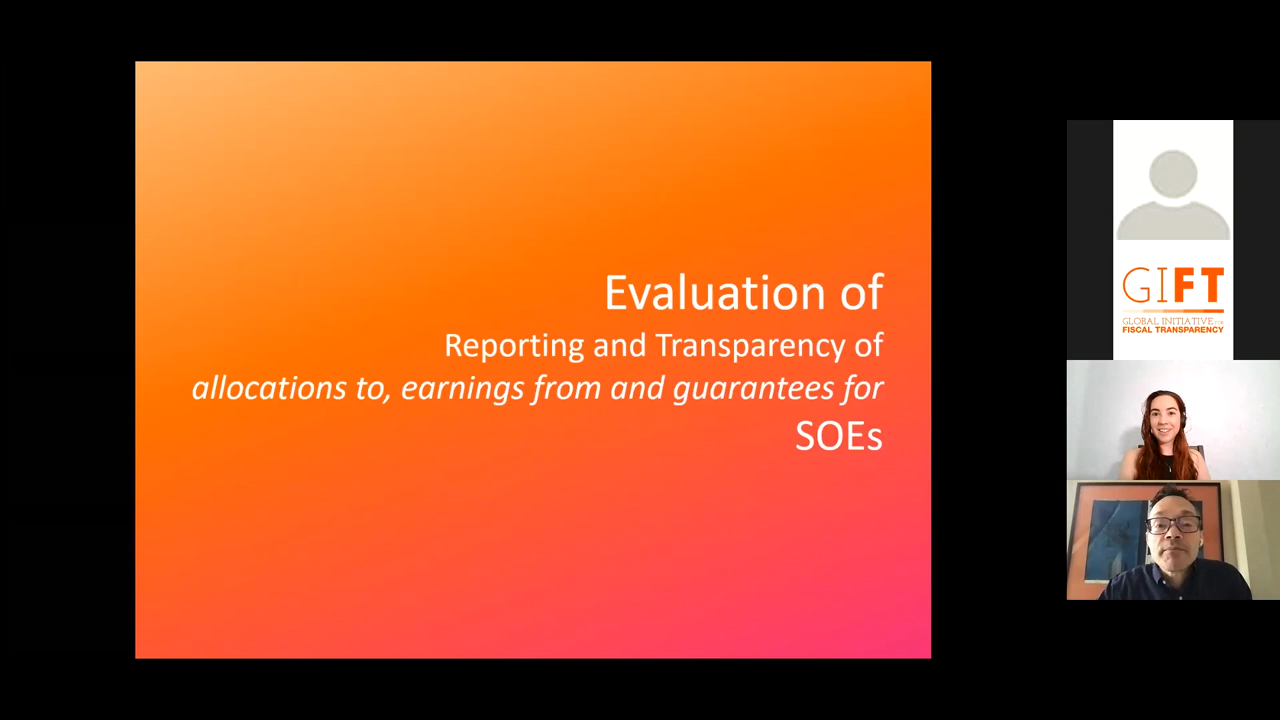 Evaluation of
Reporting and Transparency of
allocations to, earnings from and guarantees for
SOEs
GIFT
GLOBAL INITIATIVE FOR
FISCAL TRANSPARENCY